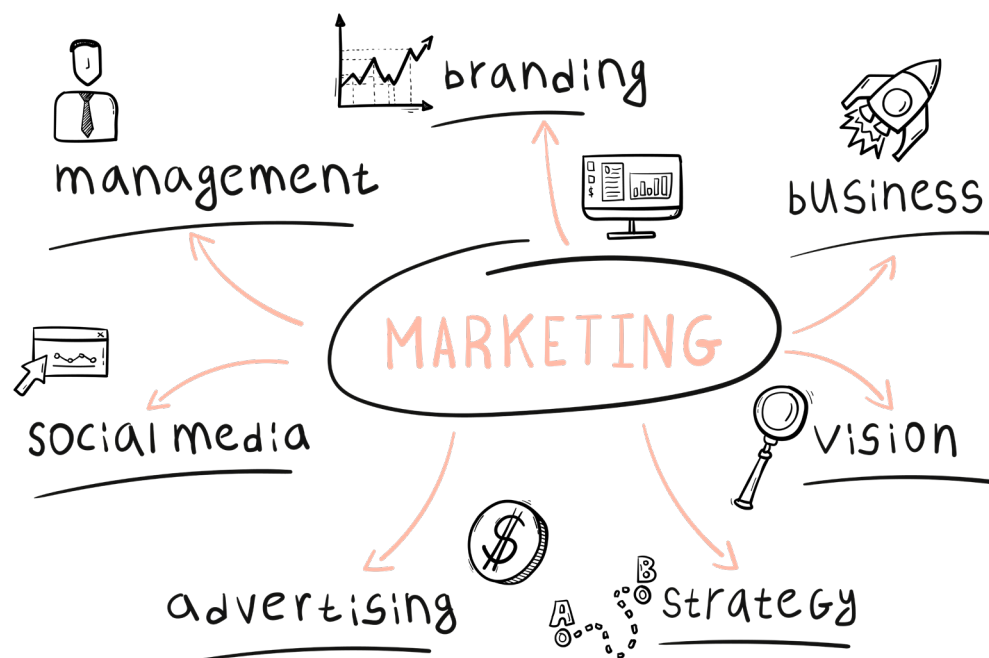 branding
management
business
$
MARKETING
social media
vision
$
advertising
B
A
strategy